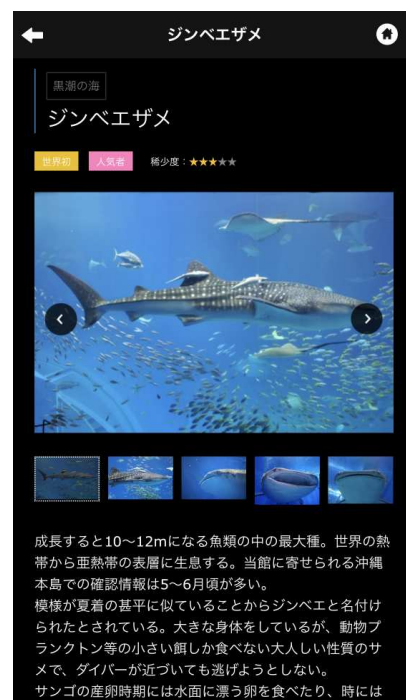 ジンベエザメ
黒潮の海
ジンベエザメ
世界初 人気者 稀少度：★★★★★
成長すると10〜12mになる魚類の中の最大種。世界の熱
帯から亜熱帯の表層に生息する。当館に寄せられる沖縄
本島での確認情報は5〜6月頃が多い。
模様が夏着の甚平に似ていることからジンベエと名付け
られたとされている。大きな身体をしているが、動物プ
ランクトン等の小さい餌しか食べない大人しい性質のサ
メで、ダイバーが近づいても逃げようとしない。
サンゴの産卵時期には水面に漂う卵を食べたり、時には